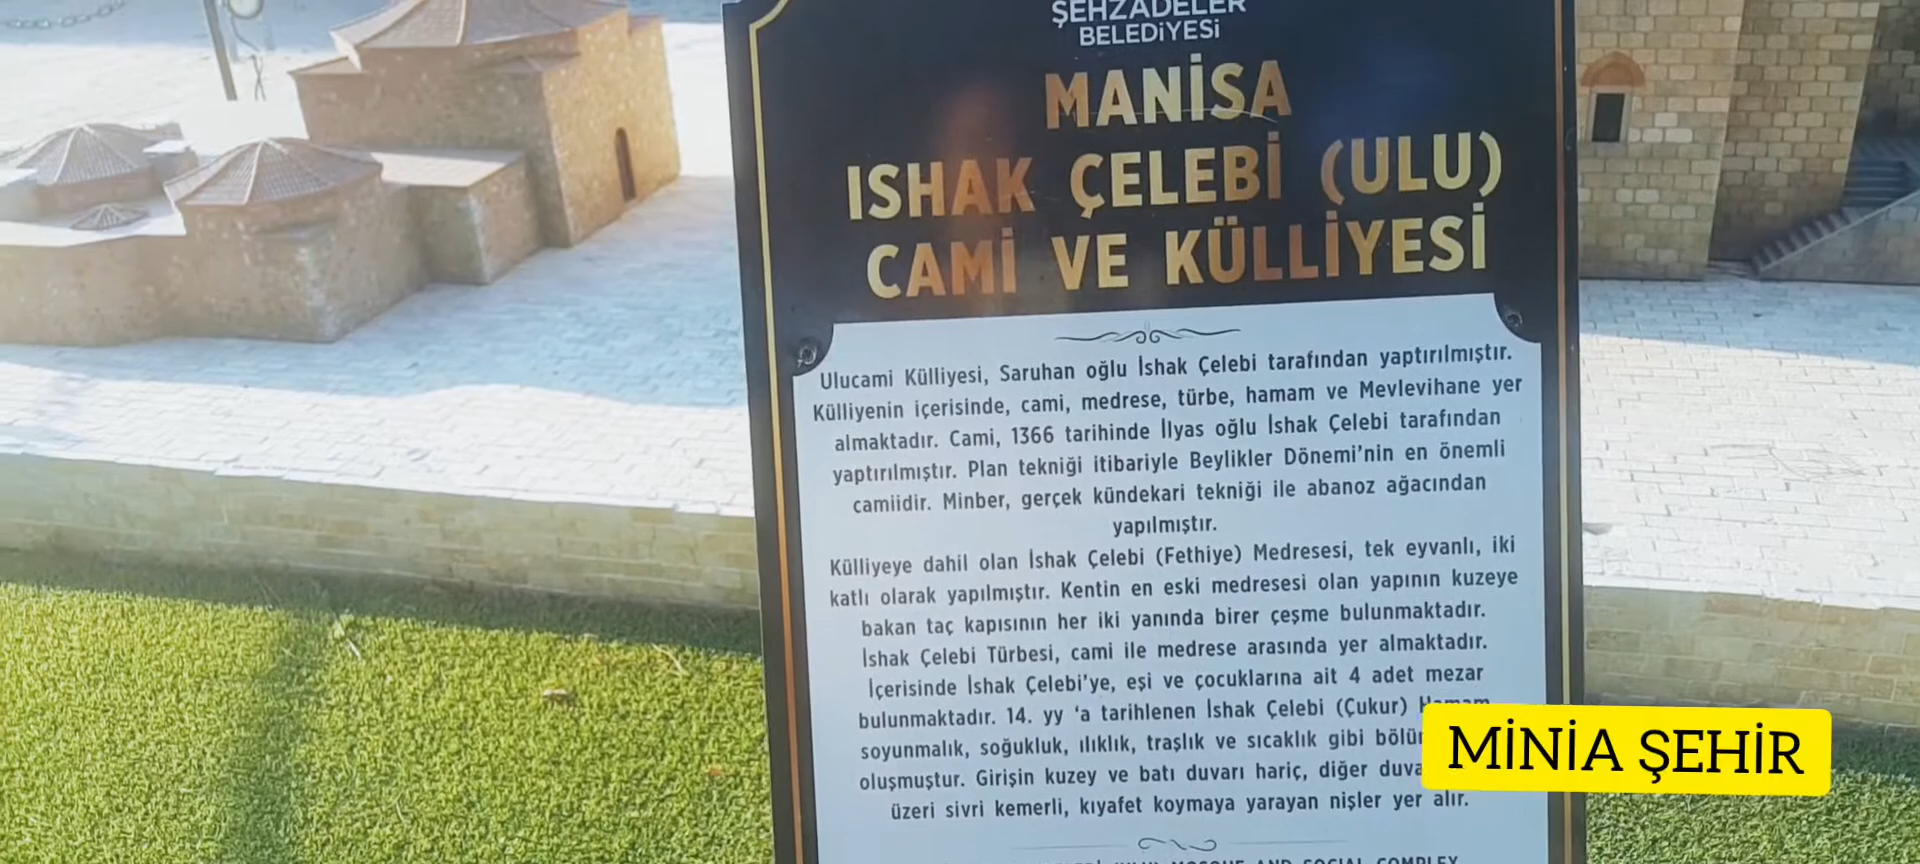 ŞEHZADELER
BELEDİYESİ
MANİSA
ISHAK ÇELEBİ (ULU)
CAMİ VE KÜLLİYESİ
Ulucami Külliyesi, Saruhan oğlu İshak Çelebi tarafından yaptırılmıştır.
Külliyenin içerisinde, cami, medrese, türbe, hamam ve Mevlevihane yer
almaktadır. Cami, 1366 tarihinde İlyas oğlu İshak Çelebi tarafından
yaptırılmıştır. Plan tekniği itibariyle Beylikler Dönemi'nin en önemli
camiidir. Minber, gerçek kündekari tekniği ile abanoz ağacından
yapılmıştır.
Külliyeye dahil olan İshak Çelebi (Fethiye) Medresesi, tek eyvanlı, iki
katlı olarak yapılmıştır. Kentin en eski medresesi olan yapının kuzeye
bakan taç kapısının her iki yanında birer çeşme bulunmaktadır.
İshak Çelebi Türbesi, cami ile medrese arasında yer almaktadır.
İçerisinde İshak Çelebi'ye, eşi ve çocuklarına ait 4 adet mezar
bulunmaktadır. 14. yy 'a tarihlenen İshak Çelebi (Çukur)
soyunmalık, soğukluk, ılıklık, traşlık ve sıcaklık gibi
oluşmuştur. Girişin kuzey ve batı duvarı hariç, diğer
üzeri sivri kemerli, kıyafet koymaya yarayan nişler yer alır.
MOSQUE AND SOCIAL COMPLEX
MİNİA ŞEHİR